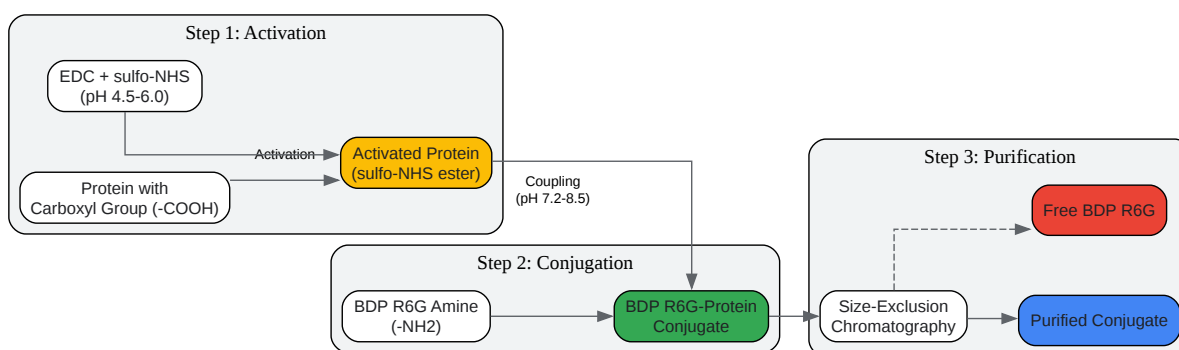 Step 1: Activation
EDC + sulfo-NHS
(pH 4.5-6.0)
Activation
Activated Protein
(sulfo-NHS ester)
Protein with
Carboxyl Group (-COOH)
Coupling
(pH 7.2-8.5)
Step 2: Conjugation
BDP R6G Amine
(-NH2)
BDP R6G-Protein
Conjugate
Step 3: Purification
Free BDP R6G
Size-Exclusion
Chromatography
Purified Conjugate